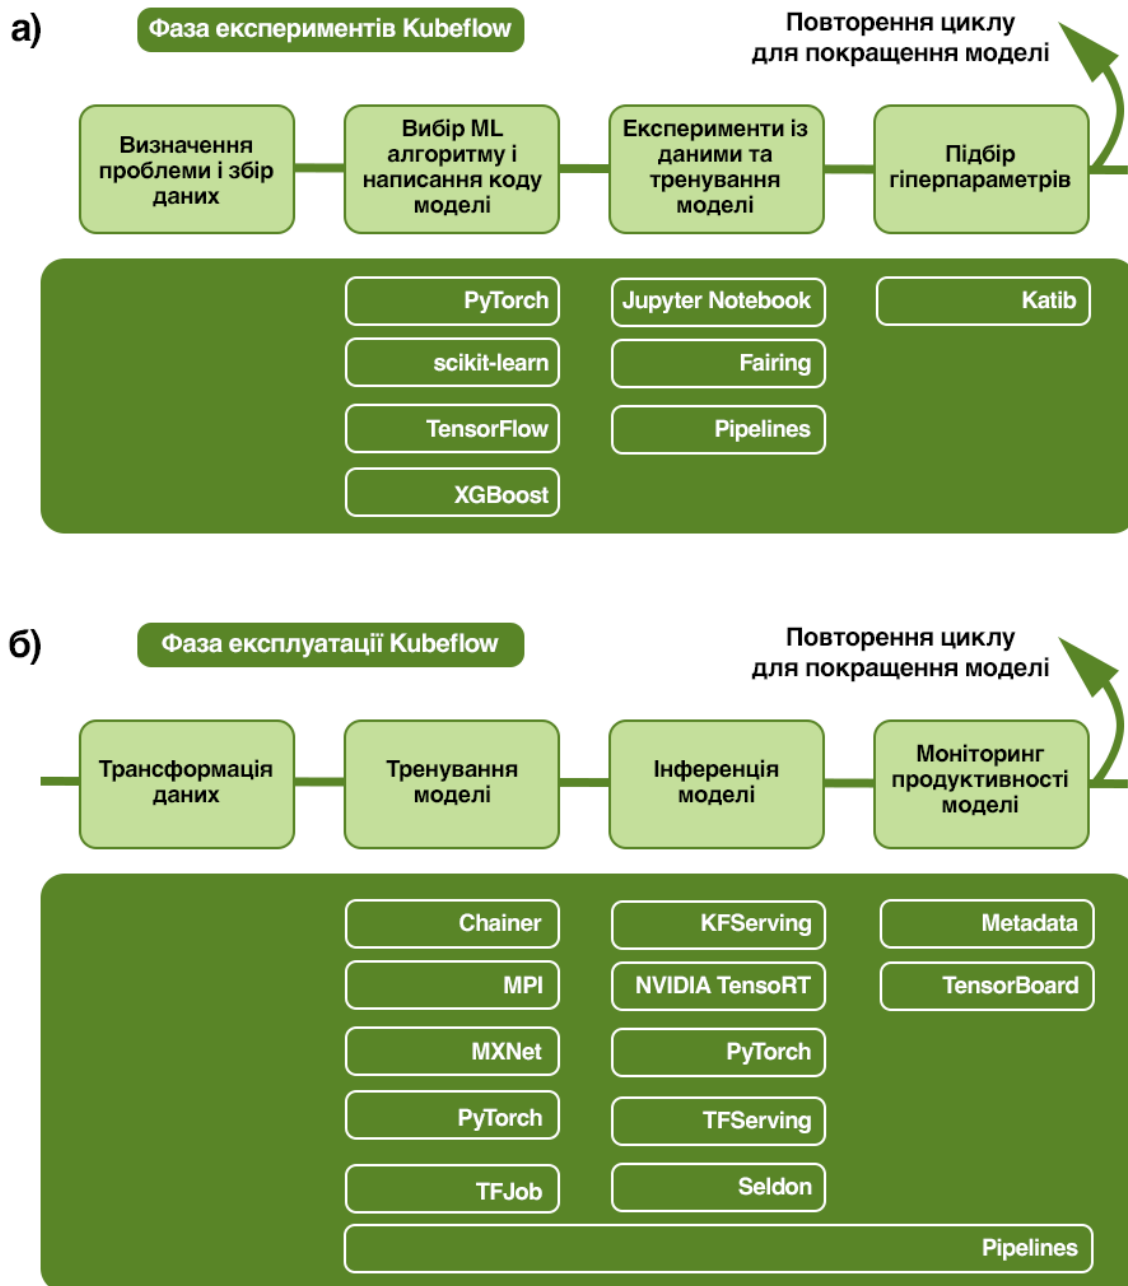 а)
Фаза експериментів Kubeflow
Повторення циклу
для покращення моделі
Визначення
проблеми і збір
даних
Вибір ML
алгоритму і
написання коду
моделі
Експерименти із
даними та
тренування
моделі
Підбір
гіперпараметрів
PyTorch
scikit-learn
TensorFlow
XGBoost
Jupyter Notebook
Fairing
Pipelines
Katib
б)
Фаза експлуатації Kubeflow
Повторення циклу
для покращення моделі
Трансформація
даних
Тренування
моделі
Інференція
моделі
Моніторинг
продуктивності
моделі
Chainer
MPI
MXNet
PyTorch
TFJob
KFServing
NVIDIA TensoRT
PyTorch
TFServing
Seldon
Metadata
TensorBoard
Pipelines